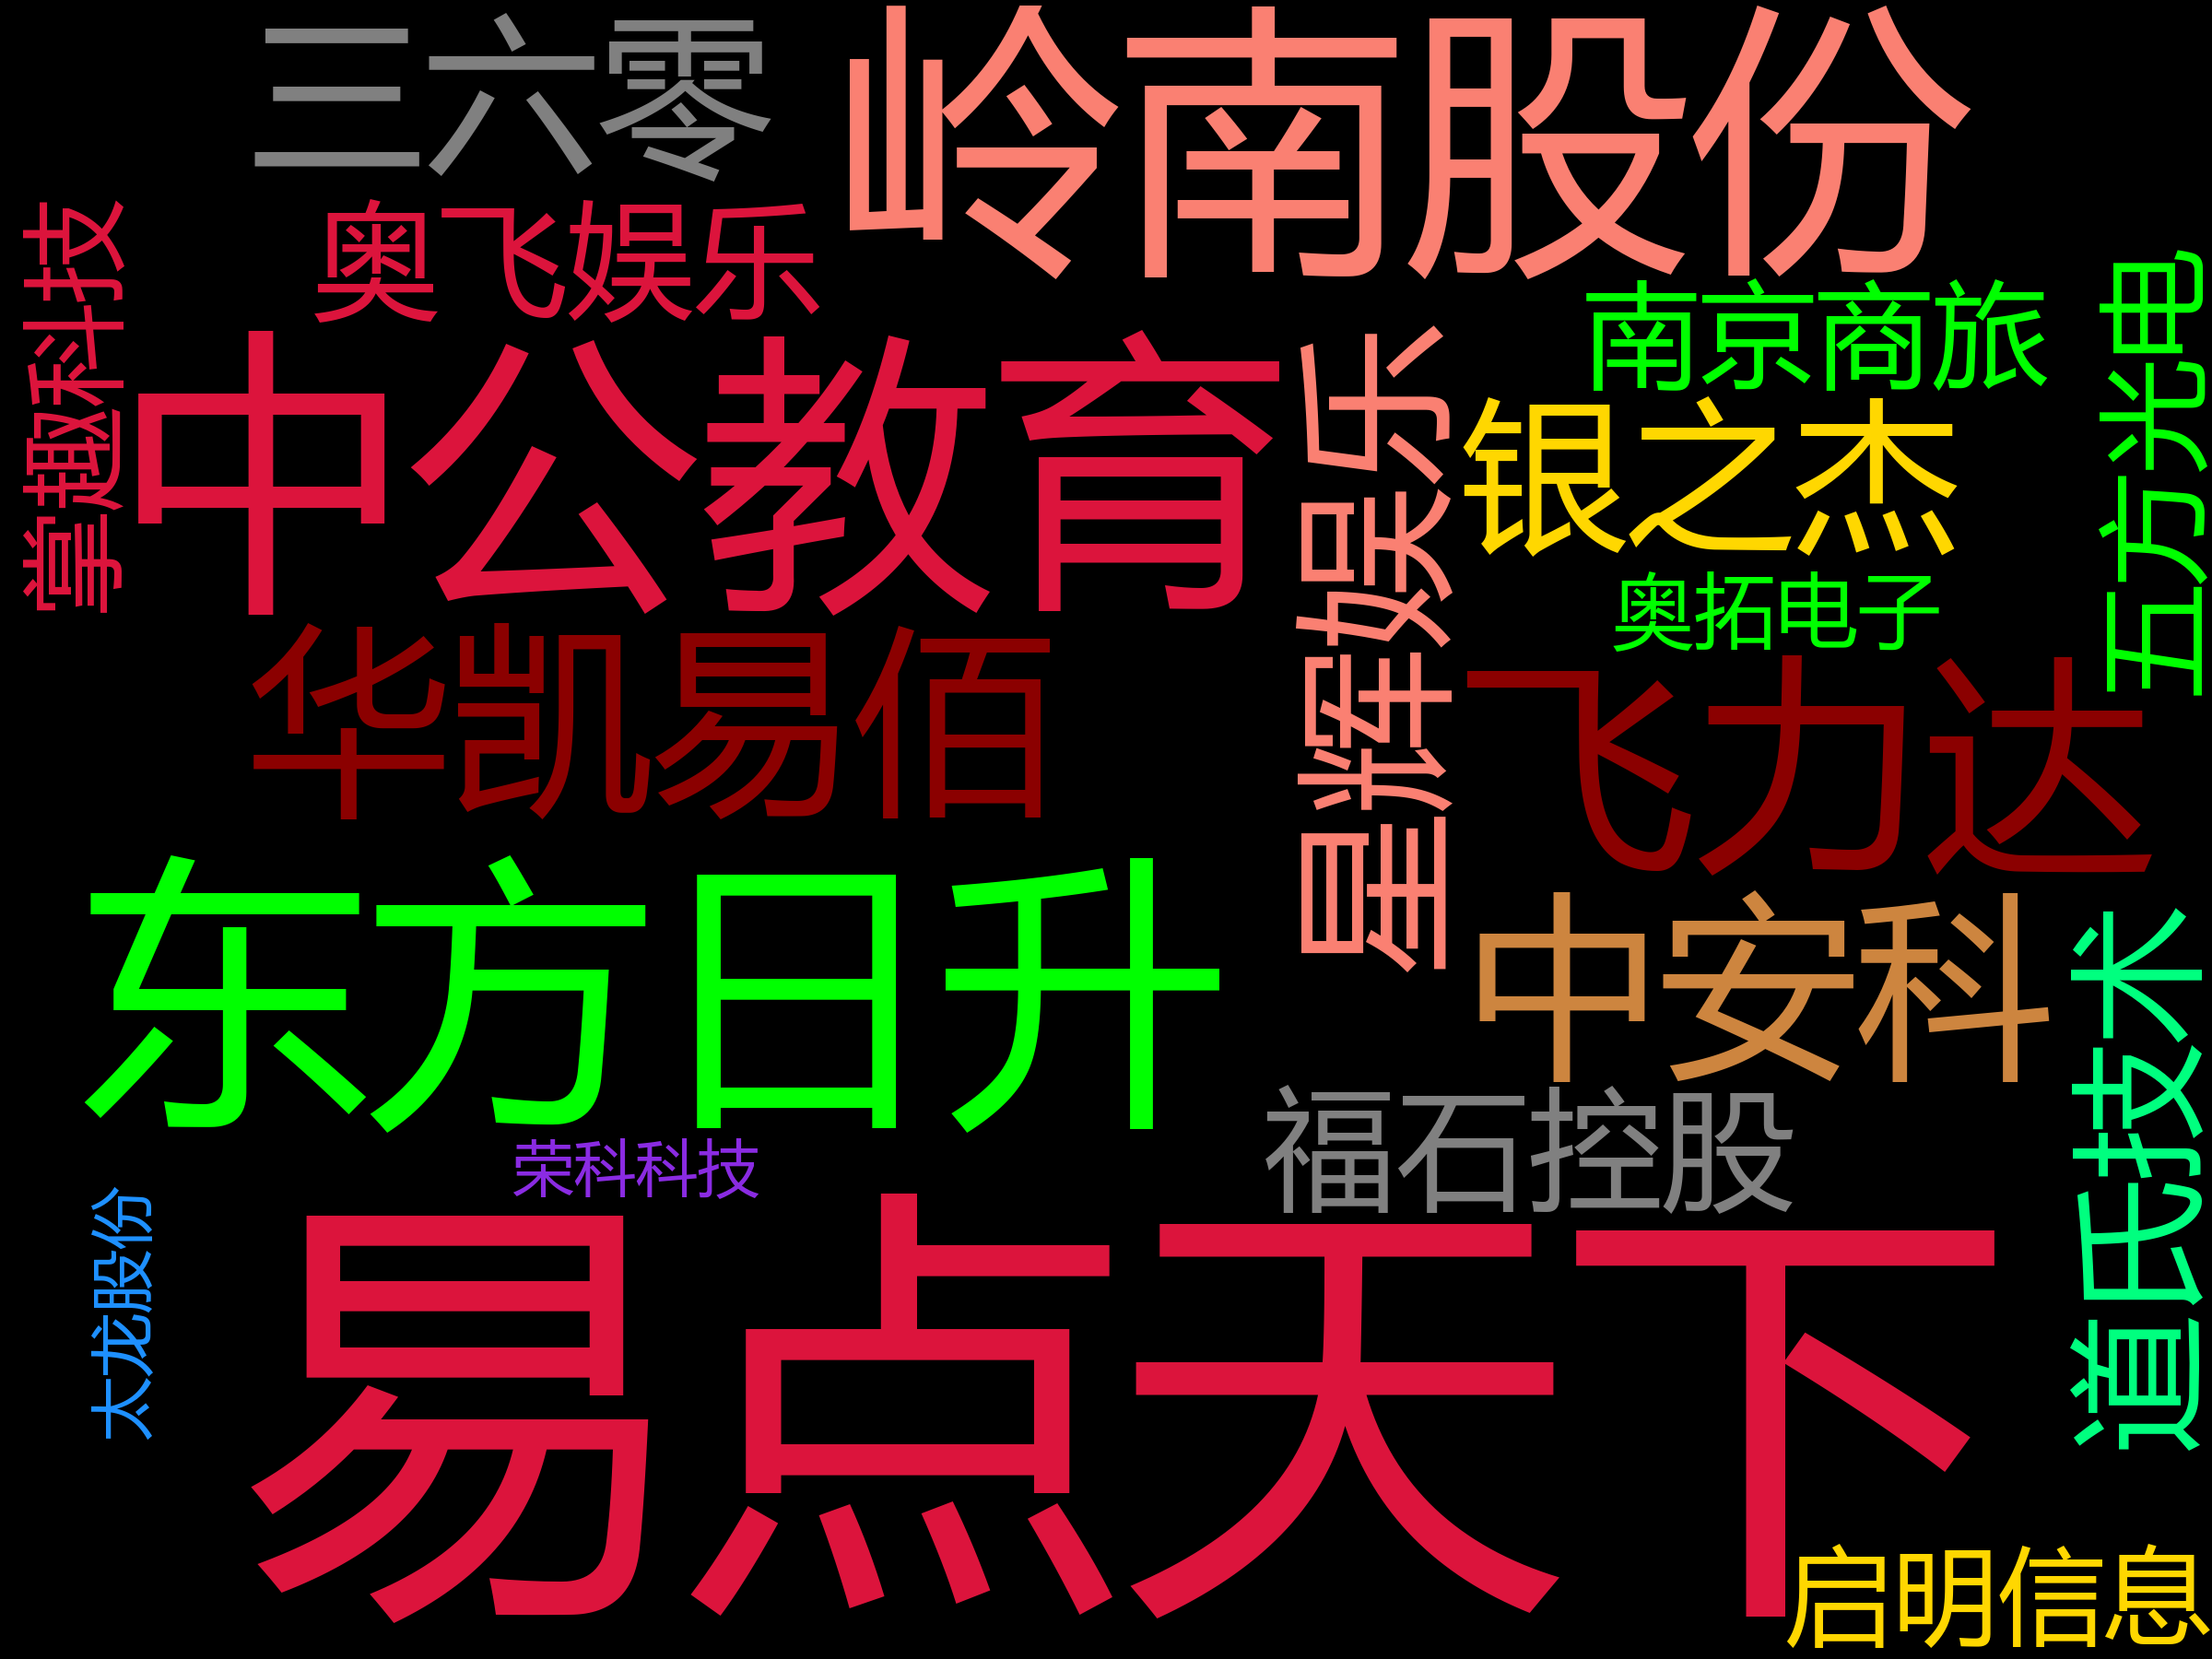 三六零
岭南股份
奥飞娱乐
掌趣科技
南京商旅
五方光电
中公教育
银之杰
星辉娱乐
奥拓电子
华凯易佰
飞力达
东方日升
中安科
道氏技术
福石控股
荣科科技
太龙股份
易点天下
启明信息